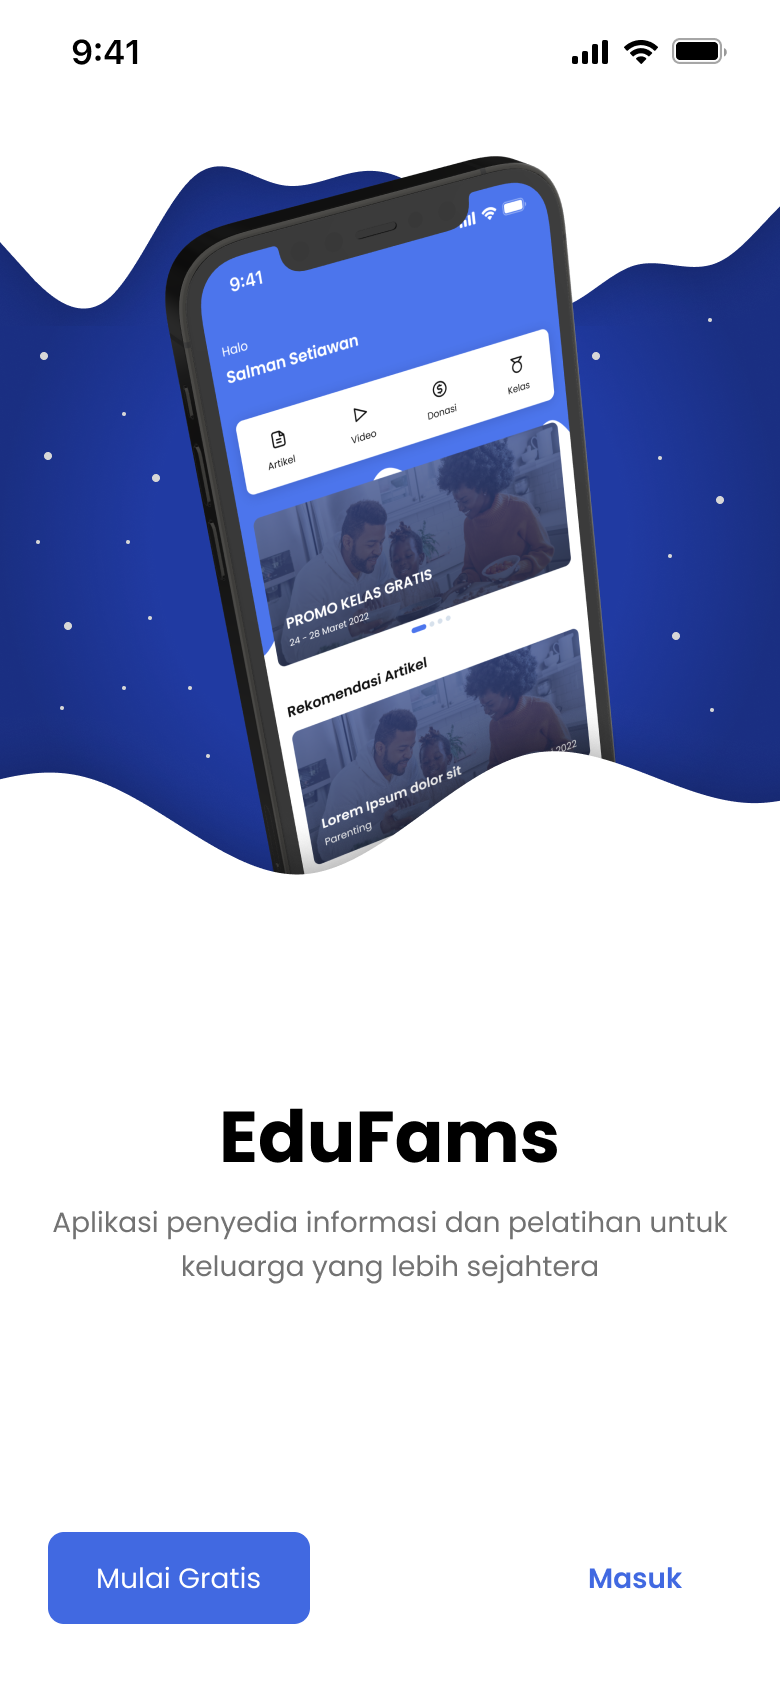 9:41
9:41
Halo
Salman Setiawan
Artikel
Video
Donasi
Kelas
PROMO KELAS GRATIS
24 - 28 Maret 2022
Rekomendasi Artikel
Lorem Ipsum dolor sit
2022
Parenting
EduFams
Aplikasi penyedia informasi dan pelatihan untuk
keluarga yang lebih sejahtera
Mulai Gratis
Masuk